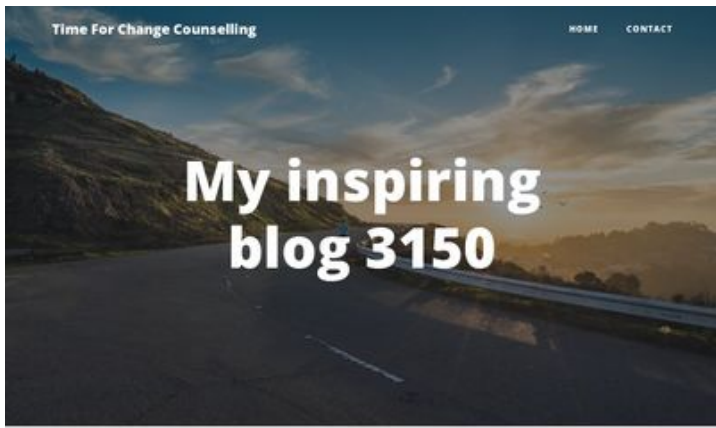 Time For Change Counselling
HOME CONTACT
My inspiring
blog 3150